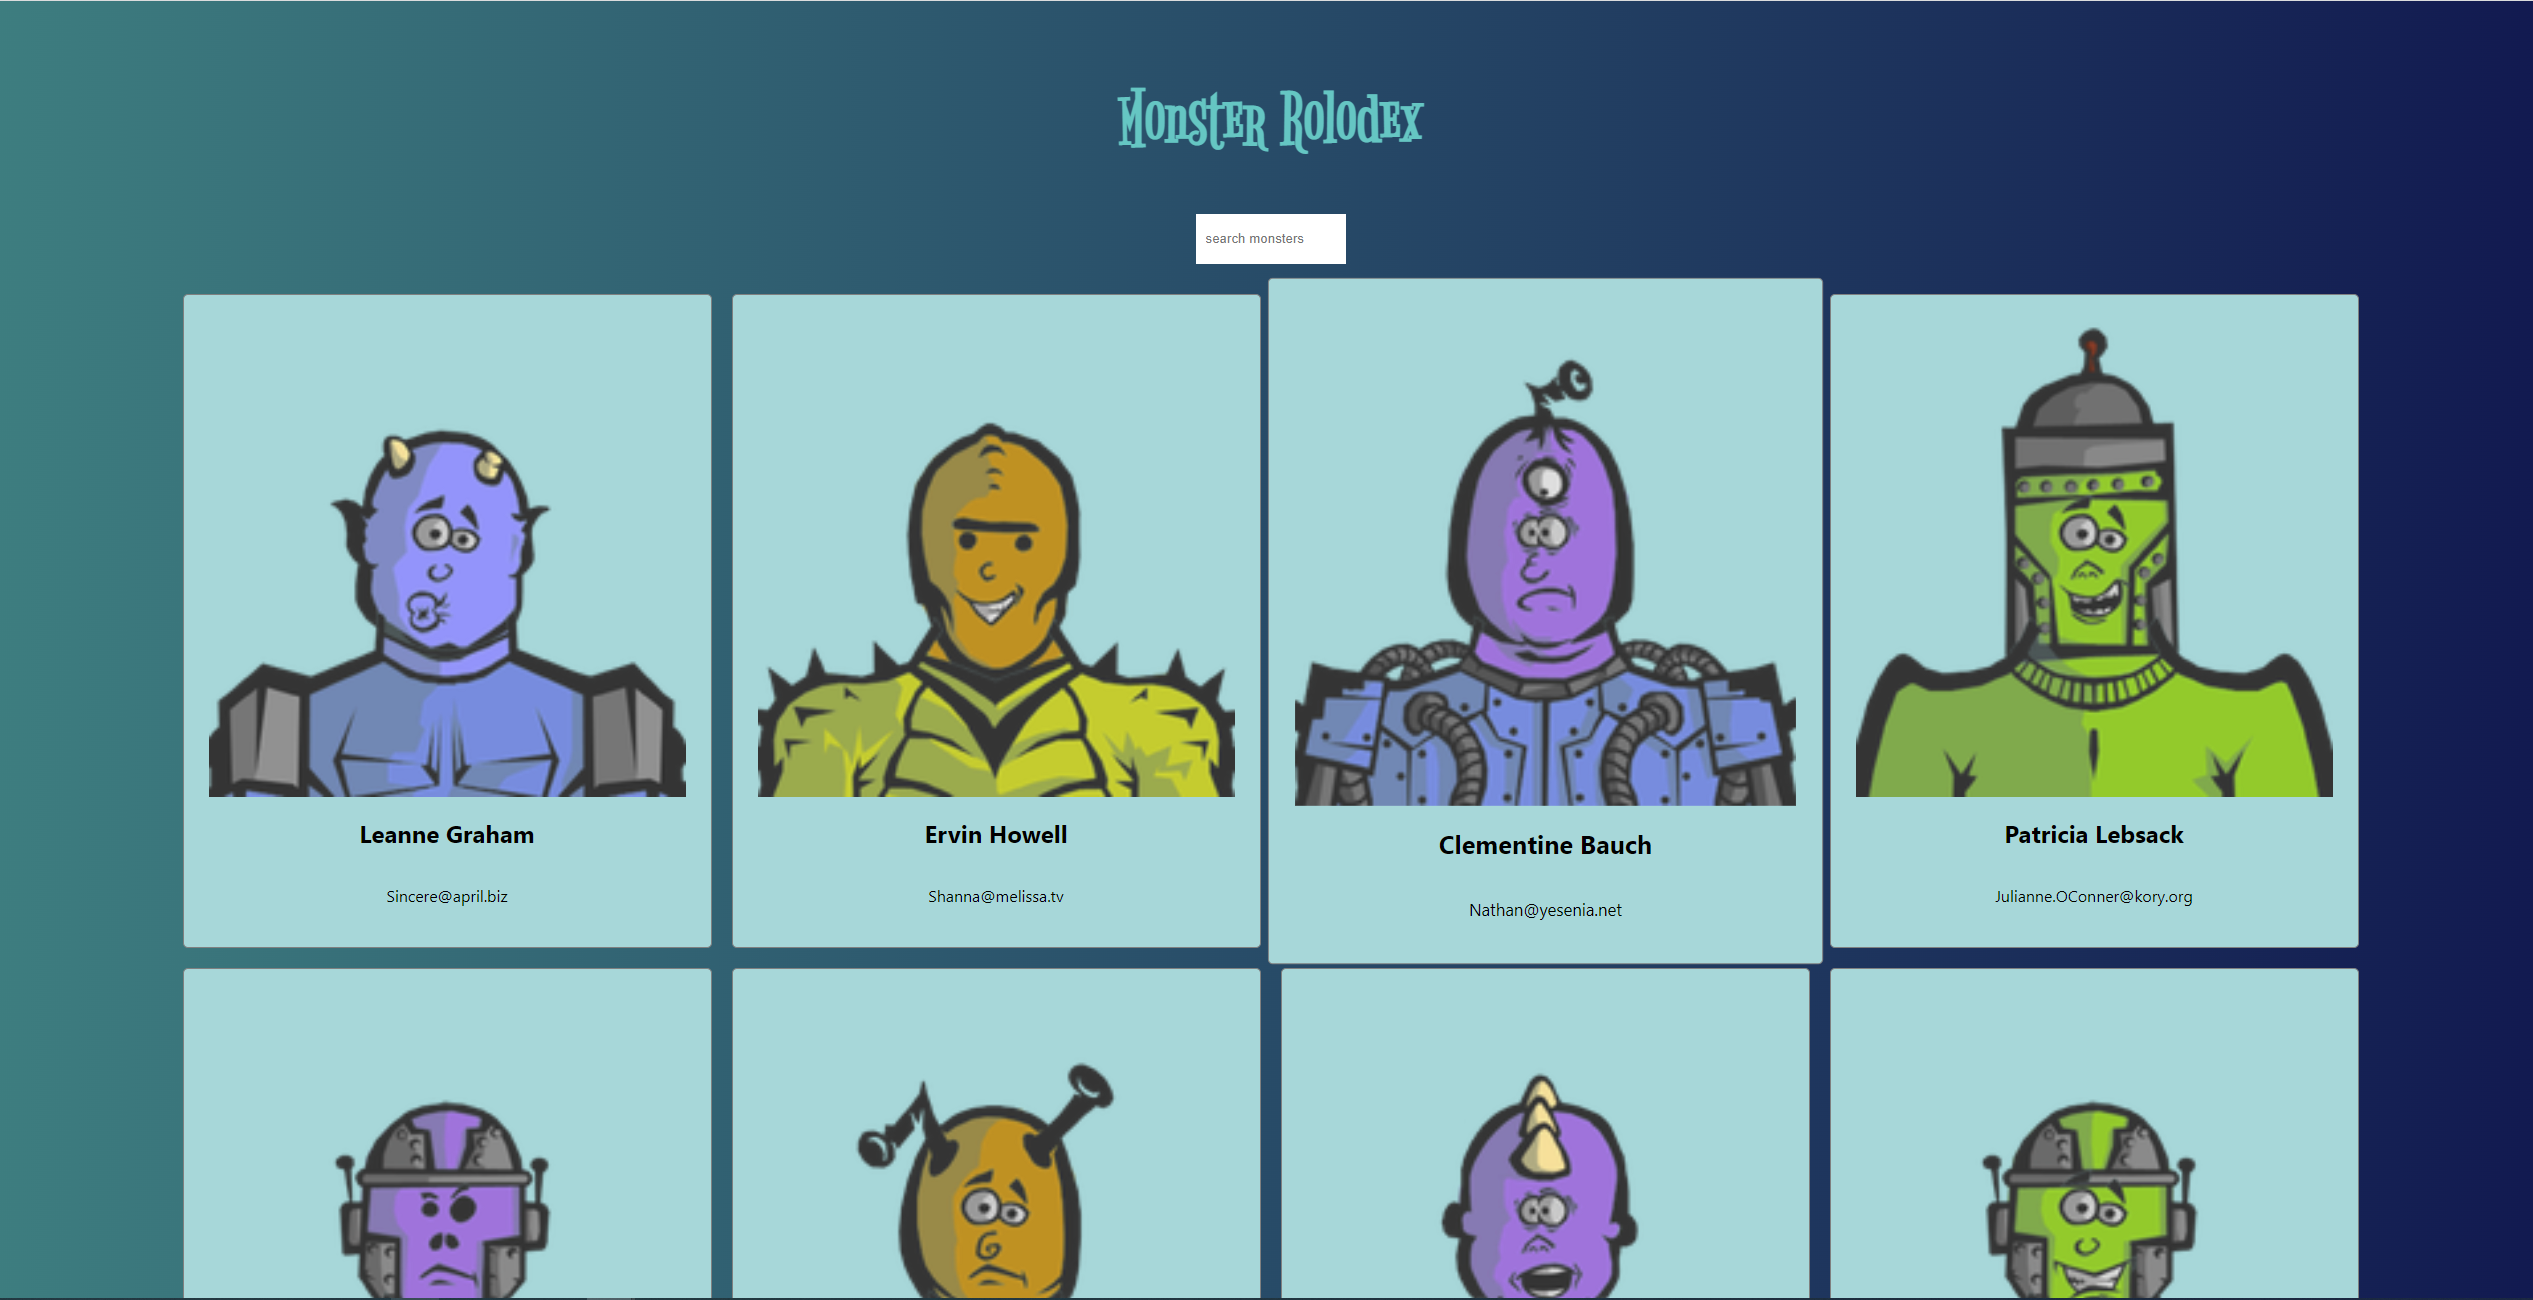 Monster Rolodex
search monsters
Leanne Graham
Sincere@april.biz
Ervin Howell
Shanna@melissa.tv
Clementine Bauch
Nathan@yesenia.net
Patricia Lebsack
Julianne.OConner@kory.org